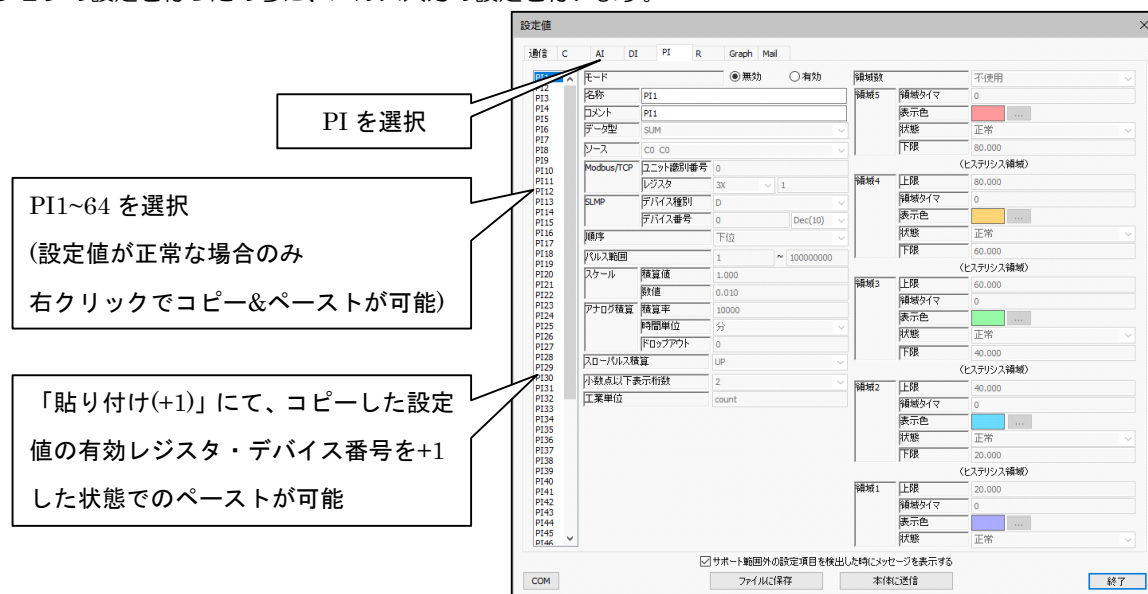 設定値
通信 C AI DI PI R Graph Mail
PI を選択
PI1~64 を選択
(設定値が正常な場合のみ
右クリックでコピー&ペーストが可能)
「貼り付け(+1)」にて、コピーした設定
値の有効レジスタ・デバイス番号を+1
した状態でのペーストが可能
PI1
PI2
PI3
PI4
PI5
PI6
PI7
PI8
PI9
PI10
PI11
PI12
PI13
PI14
PI15
PI16
PI17
PI18
PI19
PI20
PI21
PI22
PI23
PI24
PI25
PI26
PI27
PI28
PI29
PI30
PI31
PI32
PI33
PI34
PI35
PI36
PI37
PI38
PI39
PI40
PI41
PI42
PI43
PI44
PI45
PI46
モード 無効 有効
名称 PI1
コメント PI1
データ型 SUM
ソース C0 C0
Modbus/TCP ユニット識別番号 0
レジスタ 3X 1
SLMP デバイス種別 D
デバイス番号 0 Dec(10)
順序 下位
パルス範囲 1 ~ 100000000
スケール 積算値 1.000
数値 0.010
アナログ積算 積算率 10000
時間単位 分
ドロップアウト 0
スローパルス積算 UP
小数点以下表示桁数 2
工業単位 count
領域数 不使用
領域5 領域タイマ 0
表示色 ...
状態 正常
下限 80.000
(ヒステリシス領域)
領域4 上限 80.000
領域タイマ 0
表示色 ...
状態 正常
下限 60.000
(ヒステリシス領域)
領域3 上限 60.000
領域タイマ 0
表示色 ...
状態 正常
下限 40.000
(ヒステリシス領域)
領域2 上限 40.000
領域タイマ 0
表示色 ...
状態 正常
下限 20.000
(ヒステリシス領域)
領域1 上限 20.000
領域タイマ 0
表示色 ...
状態 正常
サポート範囲外の設定項目を検出した時にメッセージを表示する
COM ファイルに保存 本体に送信 終了